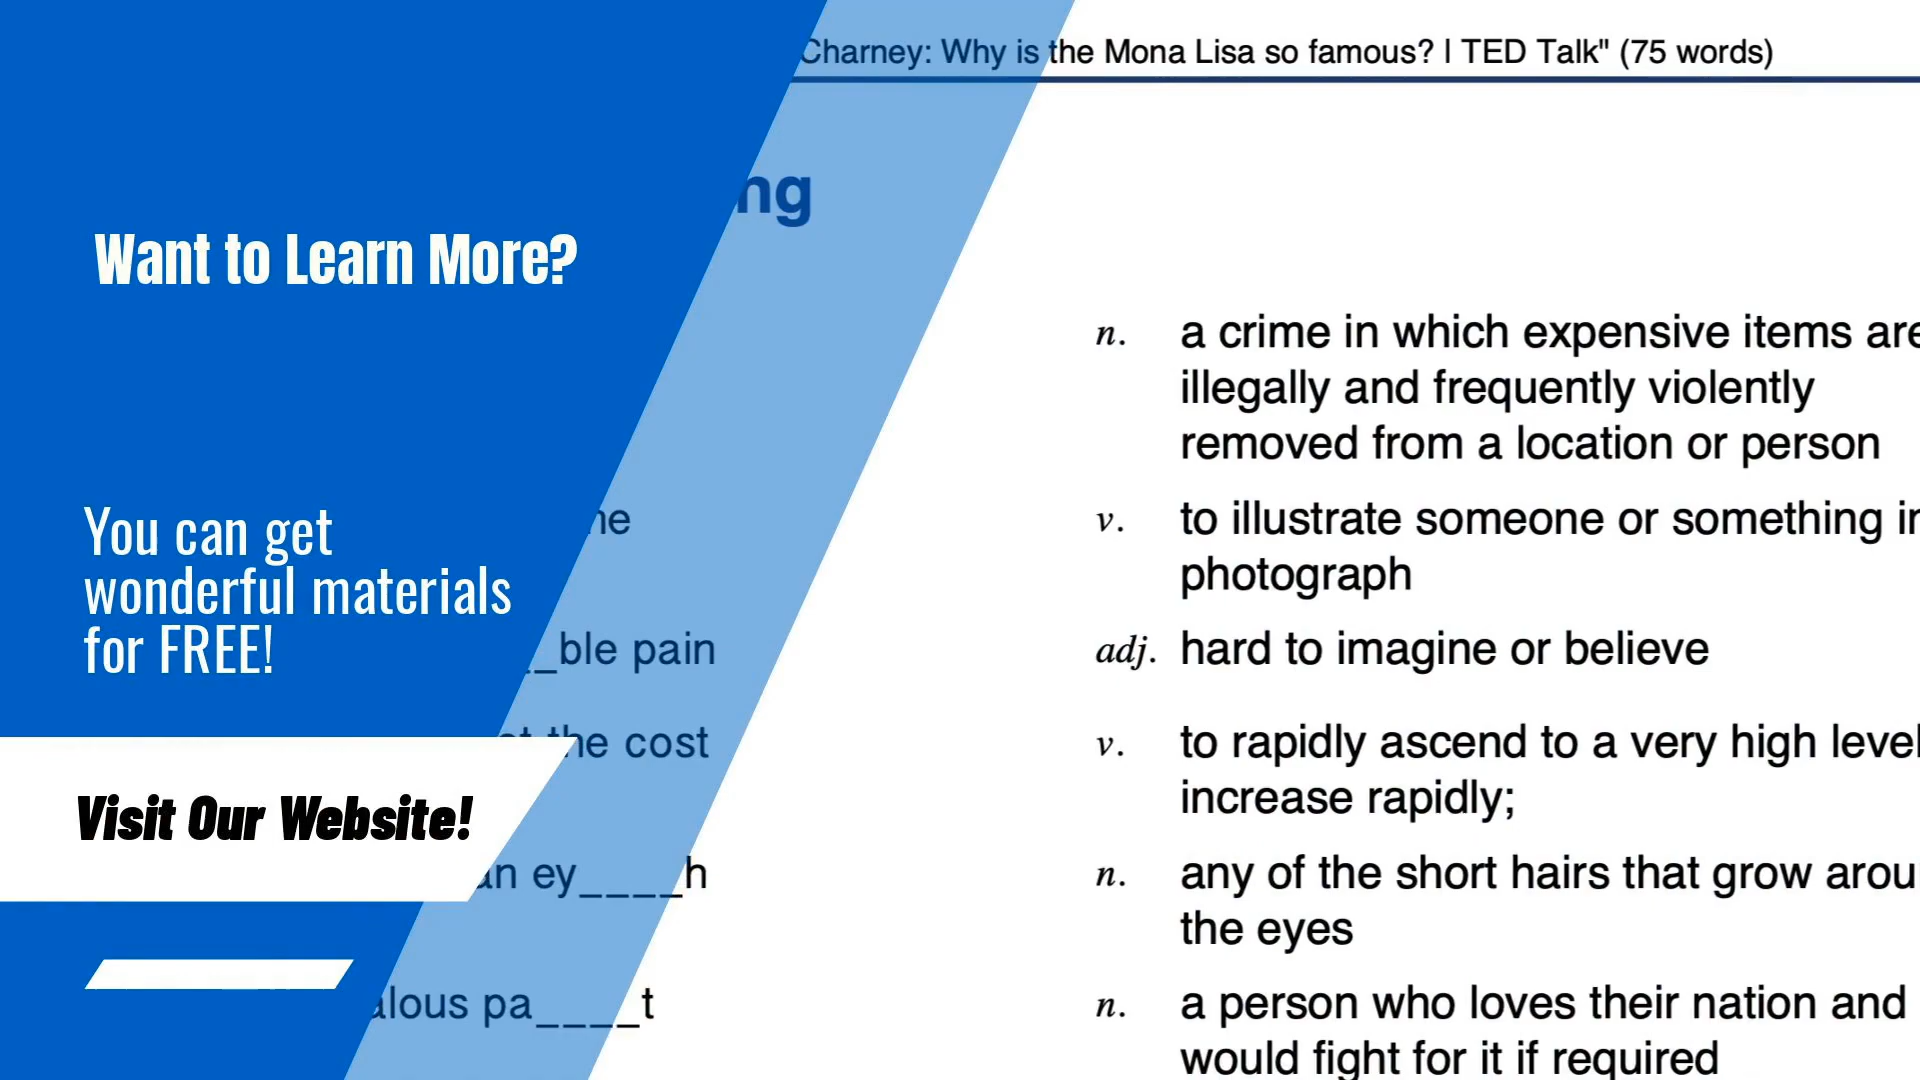 Charney: Why is the Mona Lisa so famous? | TED Talk" (75 words)
ng
Want to Learn More?
You can get
wonderful materials
for FREE!
Visit Our Website!
n. a crime in which expensive items are
illegally and frequently violently
removed from a location or person
v. to illustrate someone or something in
photograph
_ble pain adj. hard to imagine or believe
the cost v. to rapidly ascend to a very high level
increase rapidly;
an ey____h n. any of the short hairs that grow arou
the eyes
alous pa____t n. a person who loves their nation and
would fight for it if required